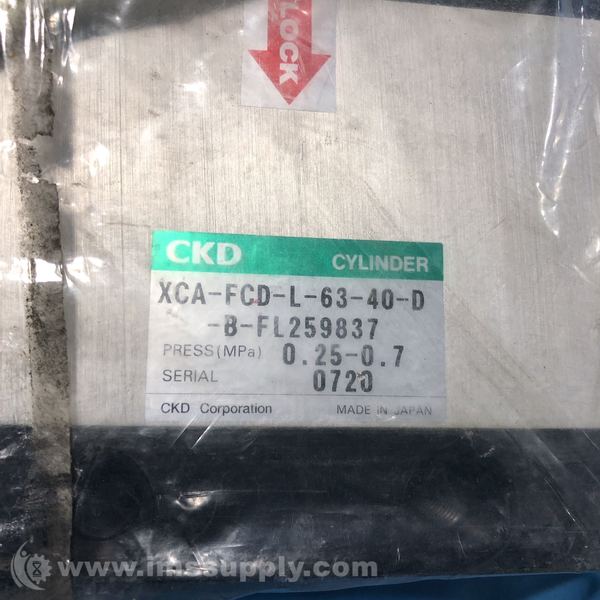 LOCK
CKD CYLINDER
XCA-FCD-L-63-40-D
-B-FL259837
PRESS(MPa) 0.25-0.7
SERIAL 0720
CKD Corporation MADE IN JAPAN
www.imssupply.com